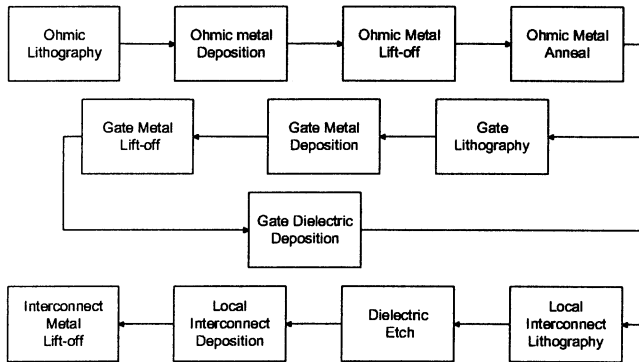 Ohmic
Lithography
Ohmic metal
Deposition
Ohmic Metal
Lift-off
Ohmic Metal
Anneal
Gate
Lithography
Gate Metal
Deposition
Gate Metal
Lift-off
Gate Dielectric
Deposition
Local
Interconnect
Lithography
Dielectric
Etch
Local
Interconnect
Deposition
Interconnect
Metal
Lift-off